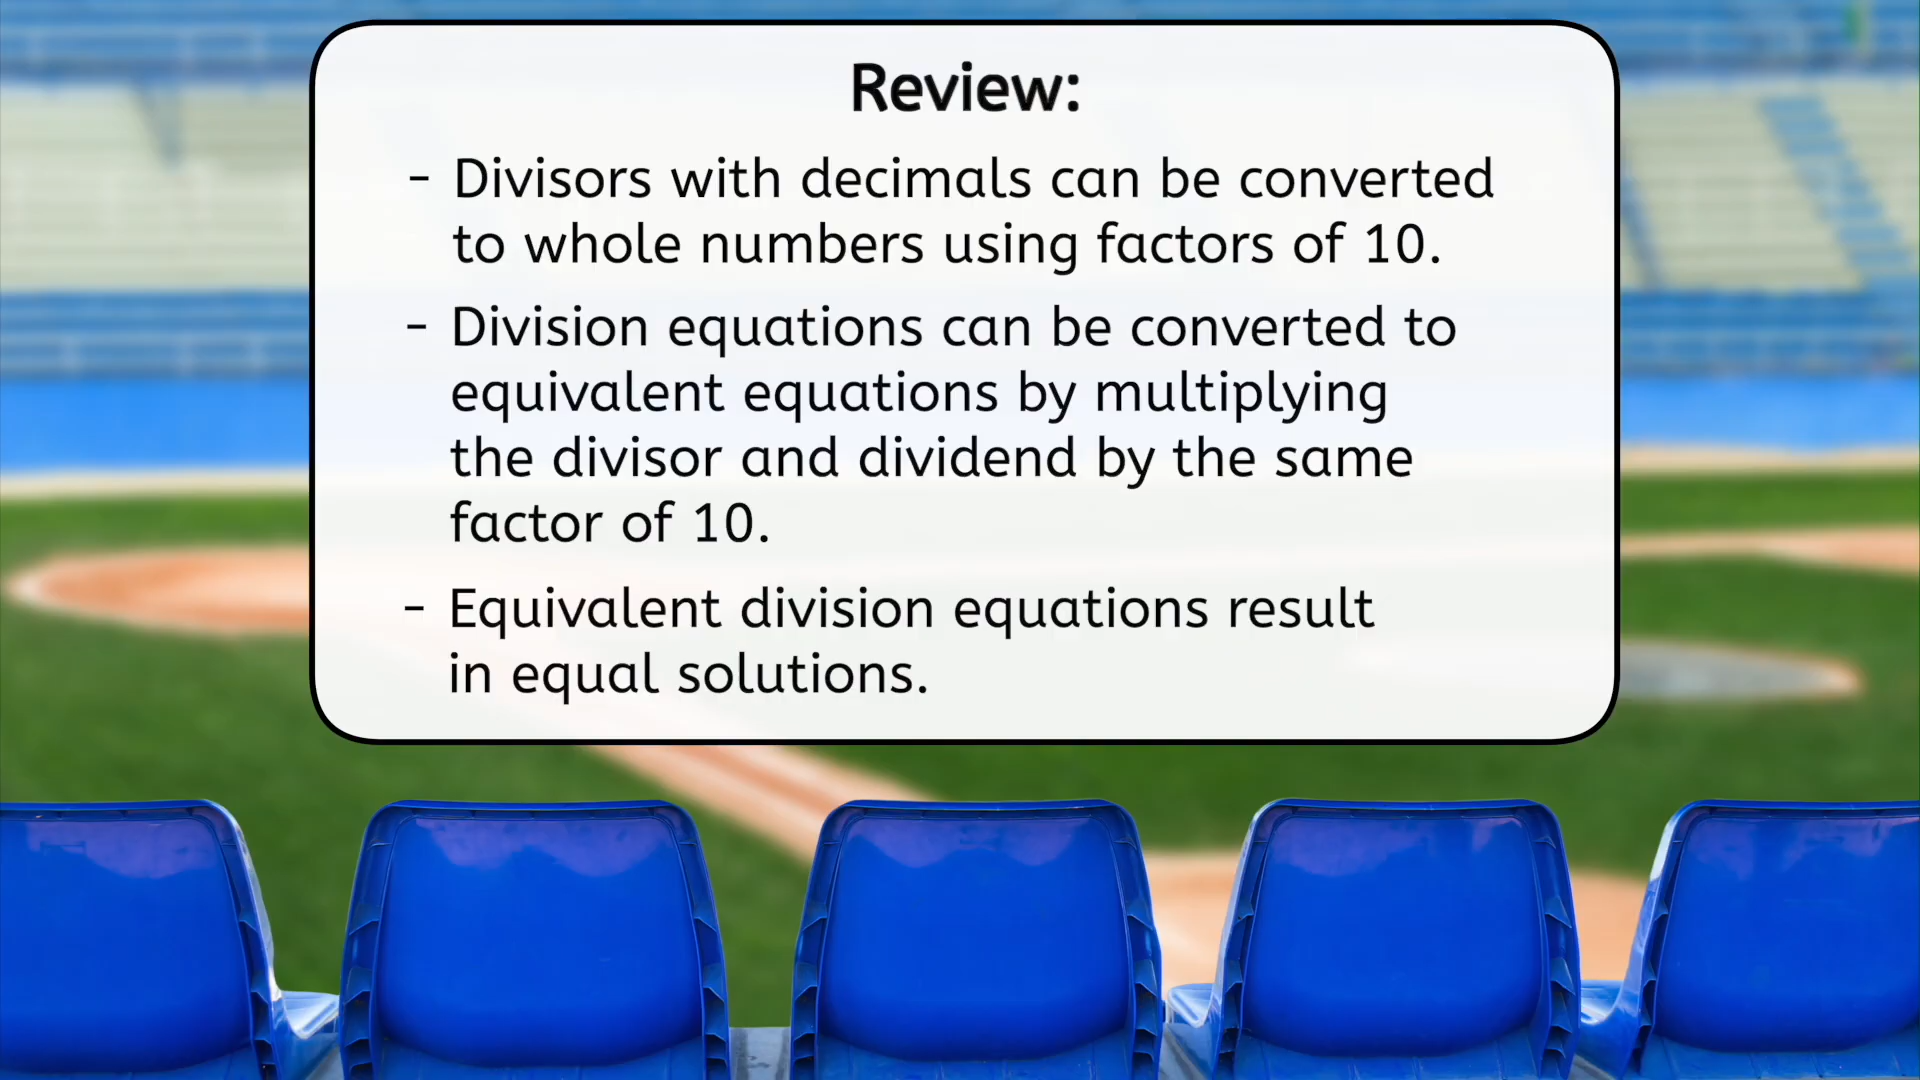 Review:
- Divisors with decimals can be converted
to whole numbers using factors of 10.
- Division equations can be converted to
equivalent equations by multiplying
the divisor and dividend by the same
factor of 10.
- Equivalent division equations result
in equal solutions.